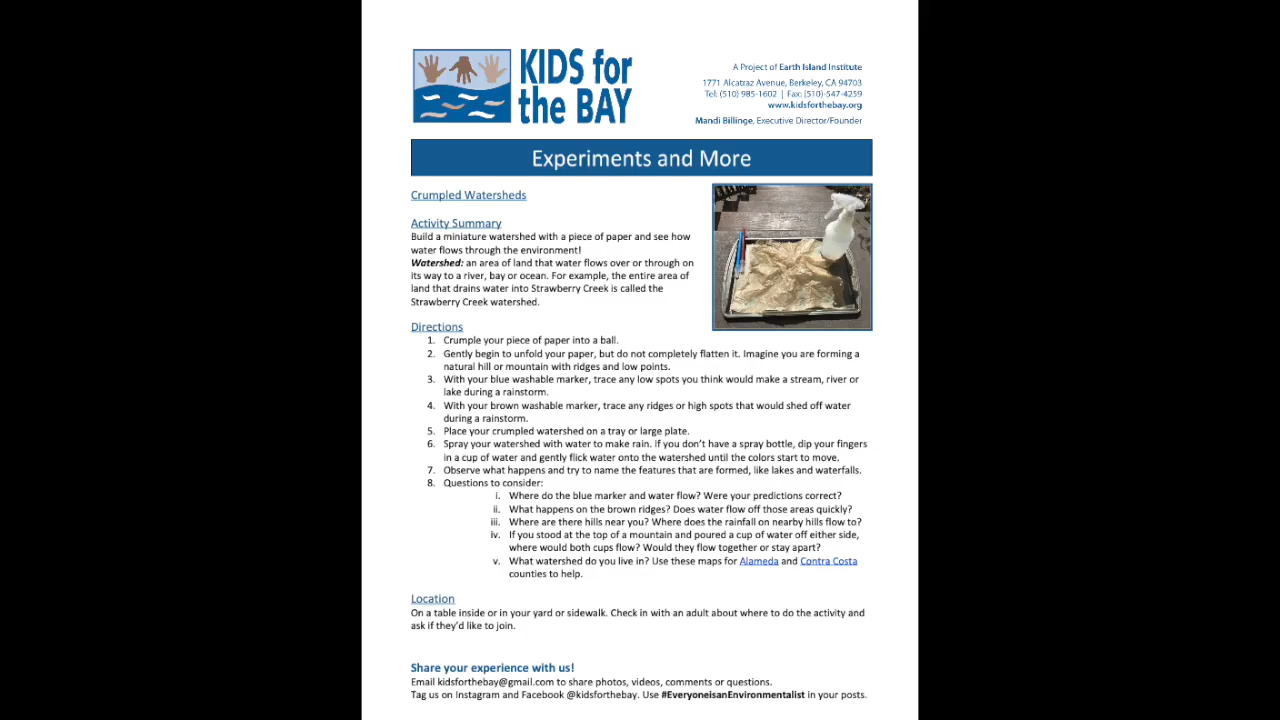 KIDS for
the BAY
A Project of Earth Island Institute
1771 Alcatraz Avenue, Berkeley, CA 94703
Tel: (510) 985-1602 | Fax: (510)-547-4259
www.kidsforthebay.org
Mandi Billinge, Executive Director/Founder
Experiments and More
Crumpled Watersheds
Activity Summary
Build a miniature watershed with a piece of paper and see how
water flows through the environment!
Watershed: an area of land that water flows over or through on
its way to a river, bay or ocean. For example, the entire area of
land that drains water into Strawberry Creek is called the
Strawberry Creek watershed.
Directions
1. Crumple your piece of paper into a ball.
2. Gently begin to unfold your paper, but do not completely flatten it. Imagine you are forming a
natural hill or mountain with ridges and low points.
3. With your blue washable marker, trace any low spots you think would make a stream, river or
lake during a rainstorm.
4. With your brown washable marker, trace any ridges or high spots that would shed off water
during a rainstorm.
5. Place your crumpled watershed on a tray or large plate.
6. Spray your watershed with water to make rain. If you don't have a spray bottle, dip your fingers
in a cup of water and gently flick water onto the watershed until the colors start to move.
7. Observe what happens and try to name the features that are formed, like lakes and waterfalls.
8. Questions to consider:
i. Where do the blue marker and water flow? Were your predictions correct?
ii. What happens on the brown ridges? Does water flow off those areas quickly?
iii. Where are there hills near you? Where does the rainfall on nearby hills flow to?
iv. If you stood at the top of a mountain and poured a cup of water off either side,
where would both cups flow? Would they flow together or stay apart?
v. What watershed do you live in? Use these maps for Alameda and Contra Costa
counties to help.
Location
On a table inside or in your yard or sidewalk. Check in with an adult about where to do the activity and
ask if they'd like to join.
Share your experience with us!
Email kidsforthebay@gmail.com to share photos, videos, comments or questions.
Tag us on Instagram and Facebook @kidsforthebay. Use #EveryoneisanEnvironmentalist in your posts.